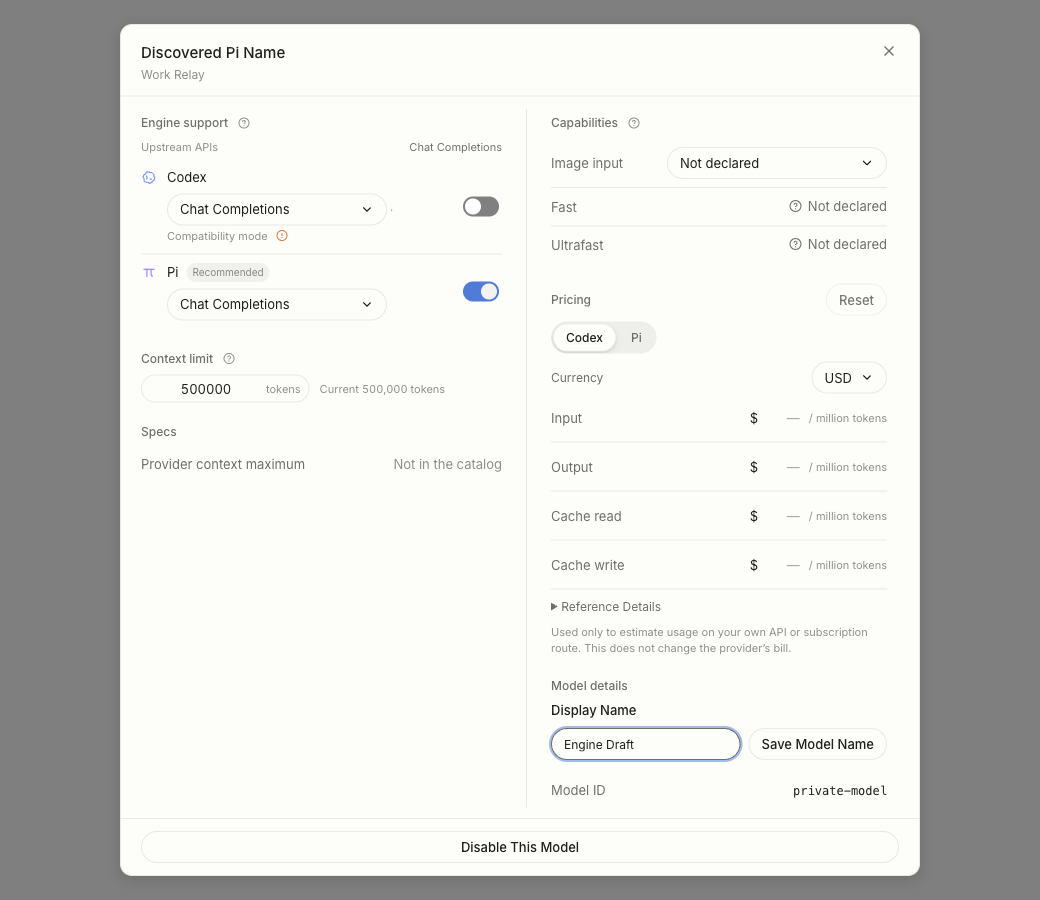 Discovered Pi Name
Work Relay
Engine support
Upstream APIs Chat Completions
Codex
Chat Completions
Compatibility mode
Pi Recommended
Chat Completions
Context limit
500000 tokens Current 500,000 tokens
Specs
Provider context maximum Not in the catalog
Capabilities
Image input Not declared
Fast Not declared
Ultrafast Not declared
Pricing Reset
Codex Pi
Currency USD
Input $ — / million tokens
Output $ — / million tokens
Cache read $ — / million tokens
Cache write $ — / million tokens
Reference Details
Used only to estimate usage on your own API or subscription
route. This does not change the provider’s bill.
Model details
Display Name
Engine Draft Save Model Name
Model ID private-model
Disable This Model